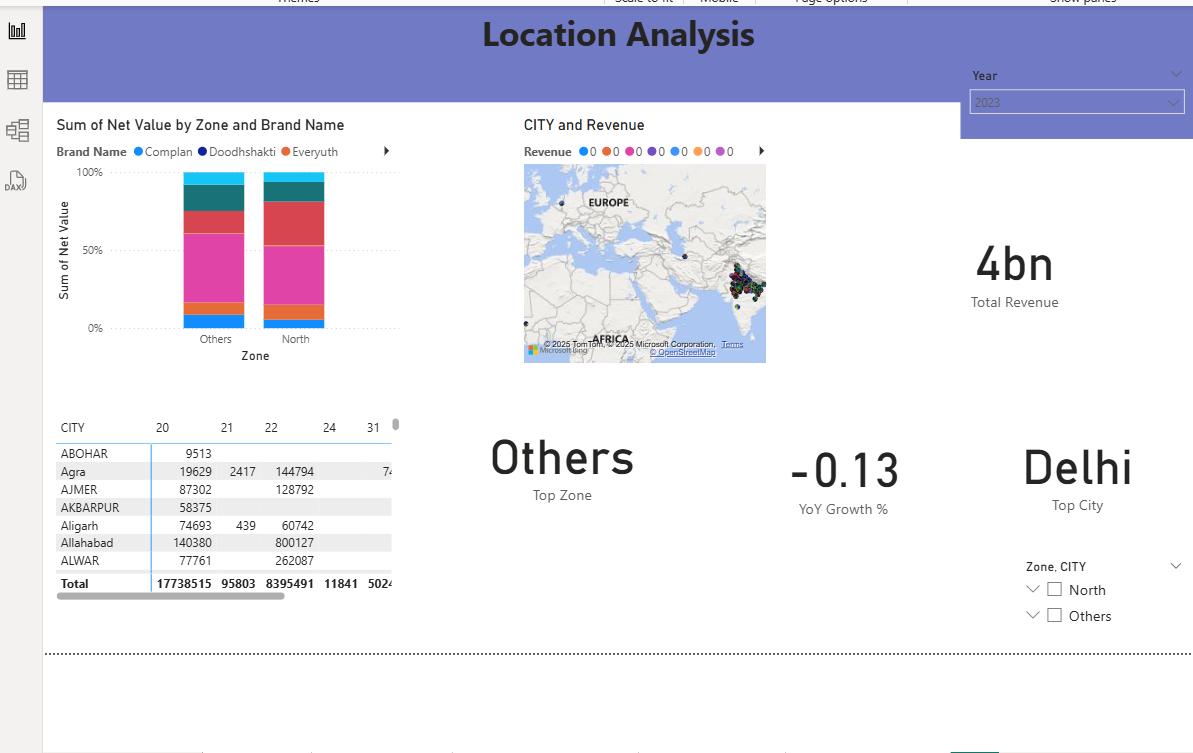 Location Analysis
Year
2023
Sum of Net Value by Zone and Brand Name
Brand Name Complan Doodhshakti Everyuth
100%
50%
0%
Sum of Net Value
Others North
Zone
CITY and Revenue
Revenue 0 0 0 0 0 0 0
EUROPE
AFRICA
© 2025 TomTom, © 2025 Microsoft Corporation, Terms
Microsoft Bing © OpenStreetMap
4bn
Total Revenue
CITY 20 21 22 24 31
ABOHAR 9513
Agra 19629 2417 144794
AJMER 87302 128792
AKBARPUR 58375
Aligarh 74693 439 60742
Allahabad 140380 800127
ALWAR 77761 262087
Total 17738515 95803 8395491 11841
Others
Top Zone
-0.13
YoY Growth %
Delhi
Top City
Zone, CITY
North
Others
DAX